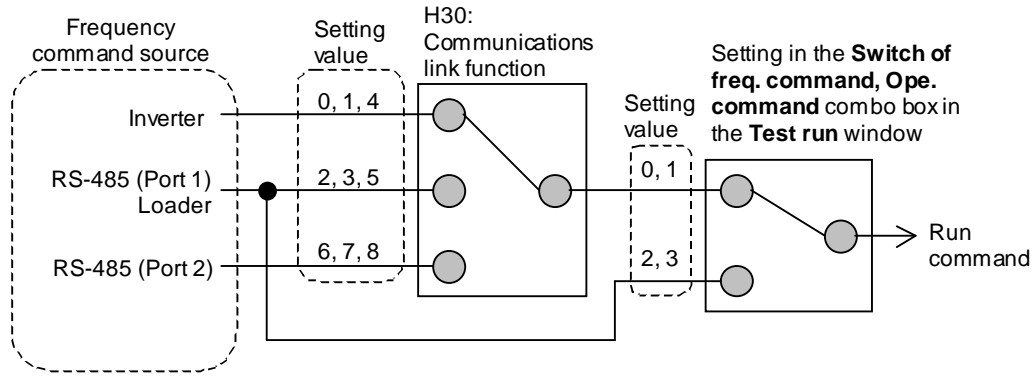 Frequency
command source
Setting
value
H30:
Communications
link function
Setting in the Switch of
freq. command, Ope.
command combo box in
the Test run window
Inverter
0, 1, 4
RS-485 (Port 1)
Loader
2, 3, 5
RS-485 (Port 2)
6, 7, 8
Setting
value
0, 1
2, 3
Run
command